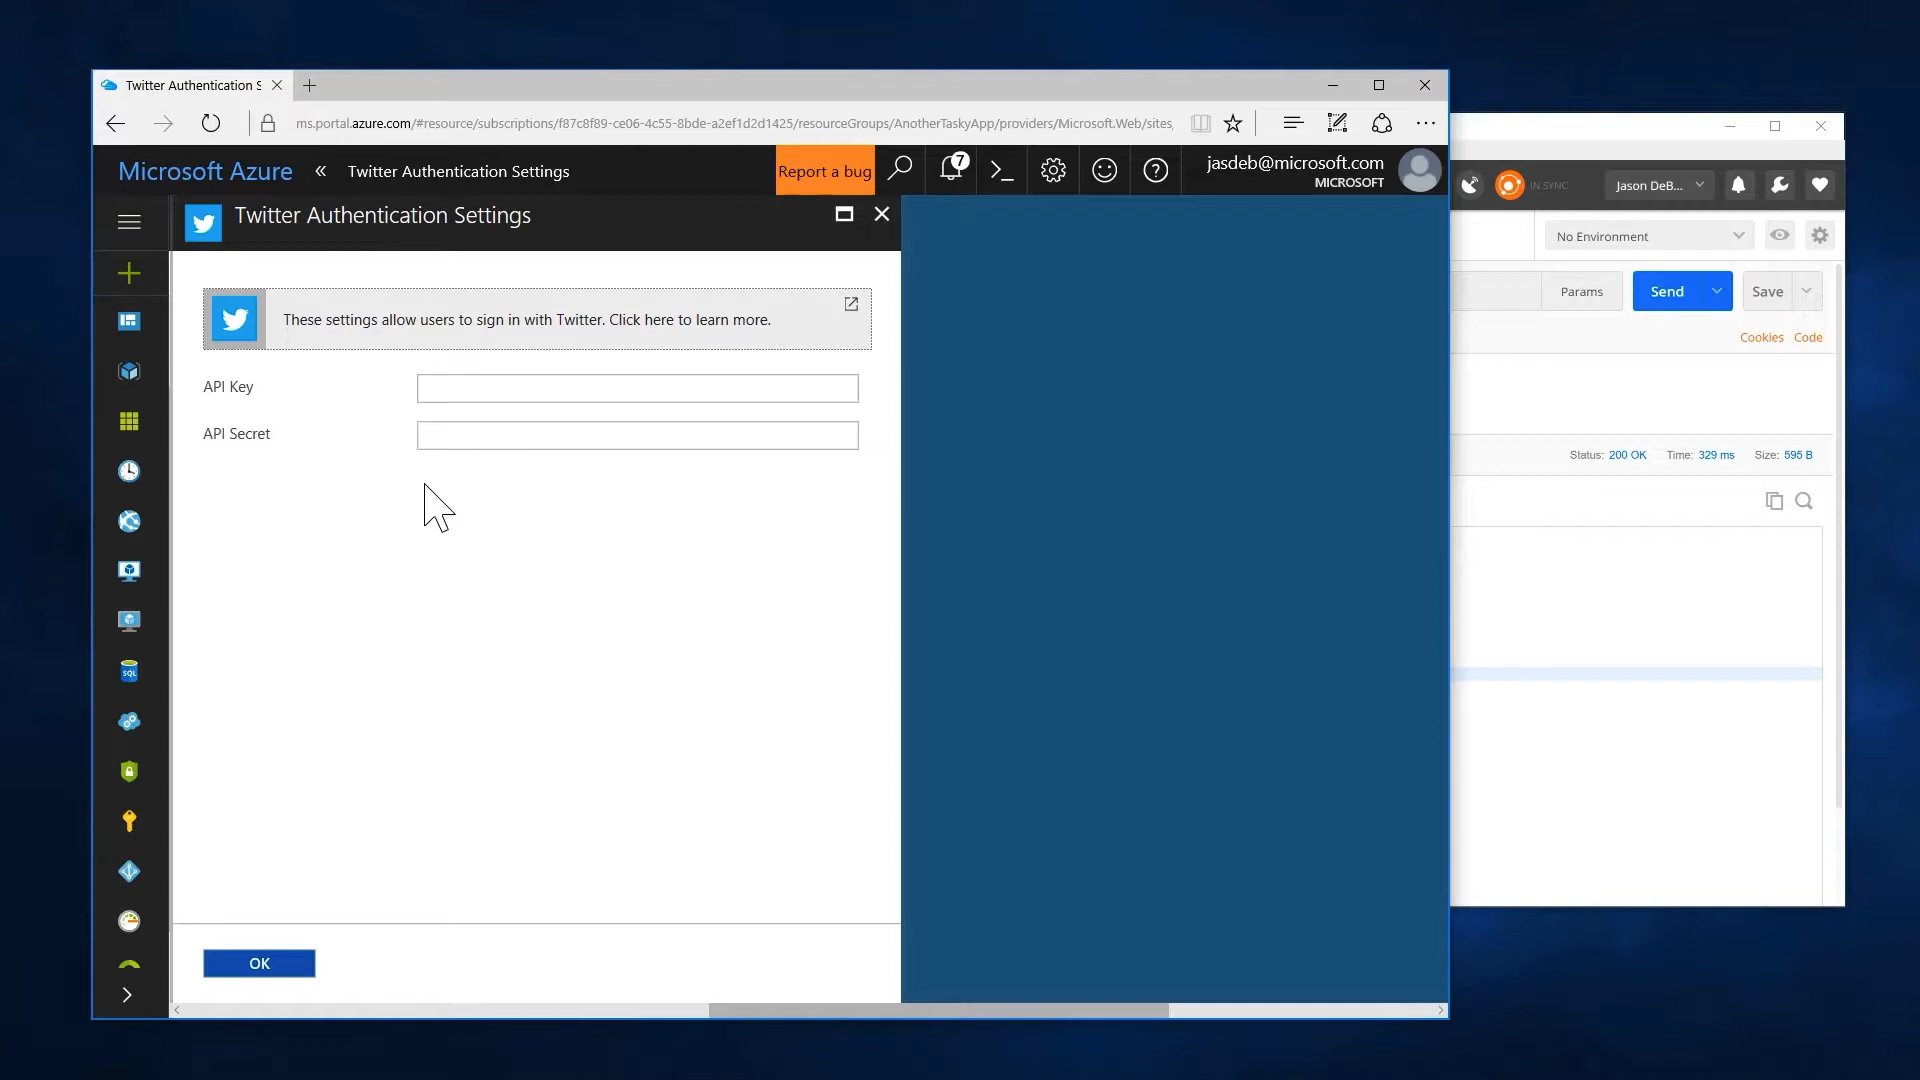 Twitter Authentication S
ms.portal.azure.com/#resource/subscriptions/f87c8f89-ce06-4c55-8bde-a2ef1d2d1425/resourceGroups/AnotherTaskyApp/providers/Microsoft.Web/sites,
Microsoft Azure « Twitter Authentication Settings
Report a bug
7
jasdeb@microsoft.com
MICROSOFT
IN SYNC
Jason DeB...
Twitter Authentication Settings
No Environment
These settings allow users to sign in with Twitter. Click here to learn more.
Params
Send
Save
Cookies Code
API Key
API Secret
Status: 200 OK Time: 329 ms Size: 595 B
SQL
OK